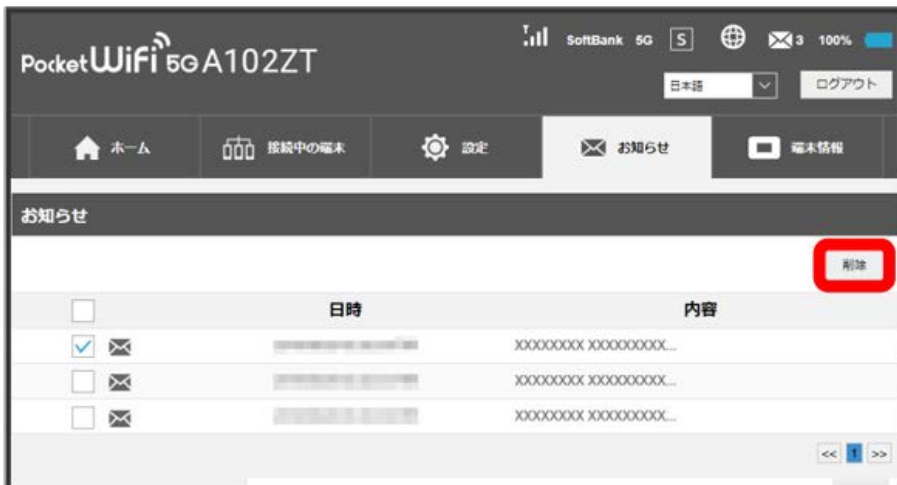 SoftBank 5G S 3 100%
Pocket WiFi 5G A102ZT
日本語 ログアウト
ホーム 接続中の端末 設定 お知らせ 端末情報
お知らせ
削除
日時 内容
XXXXXXXX XXXXXXXXX...
XXXXXXXX XXXXXXXXX...
XXXXXXXX XXXXXXXXX...
<< 1 >>